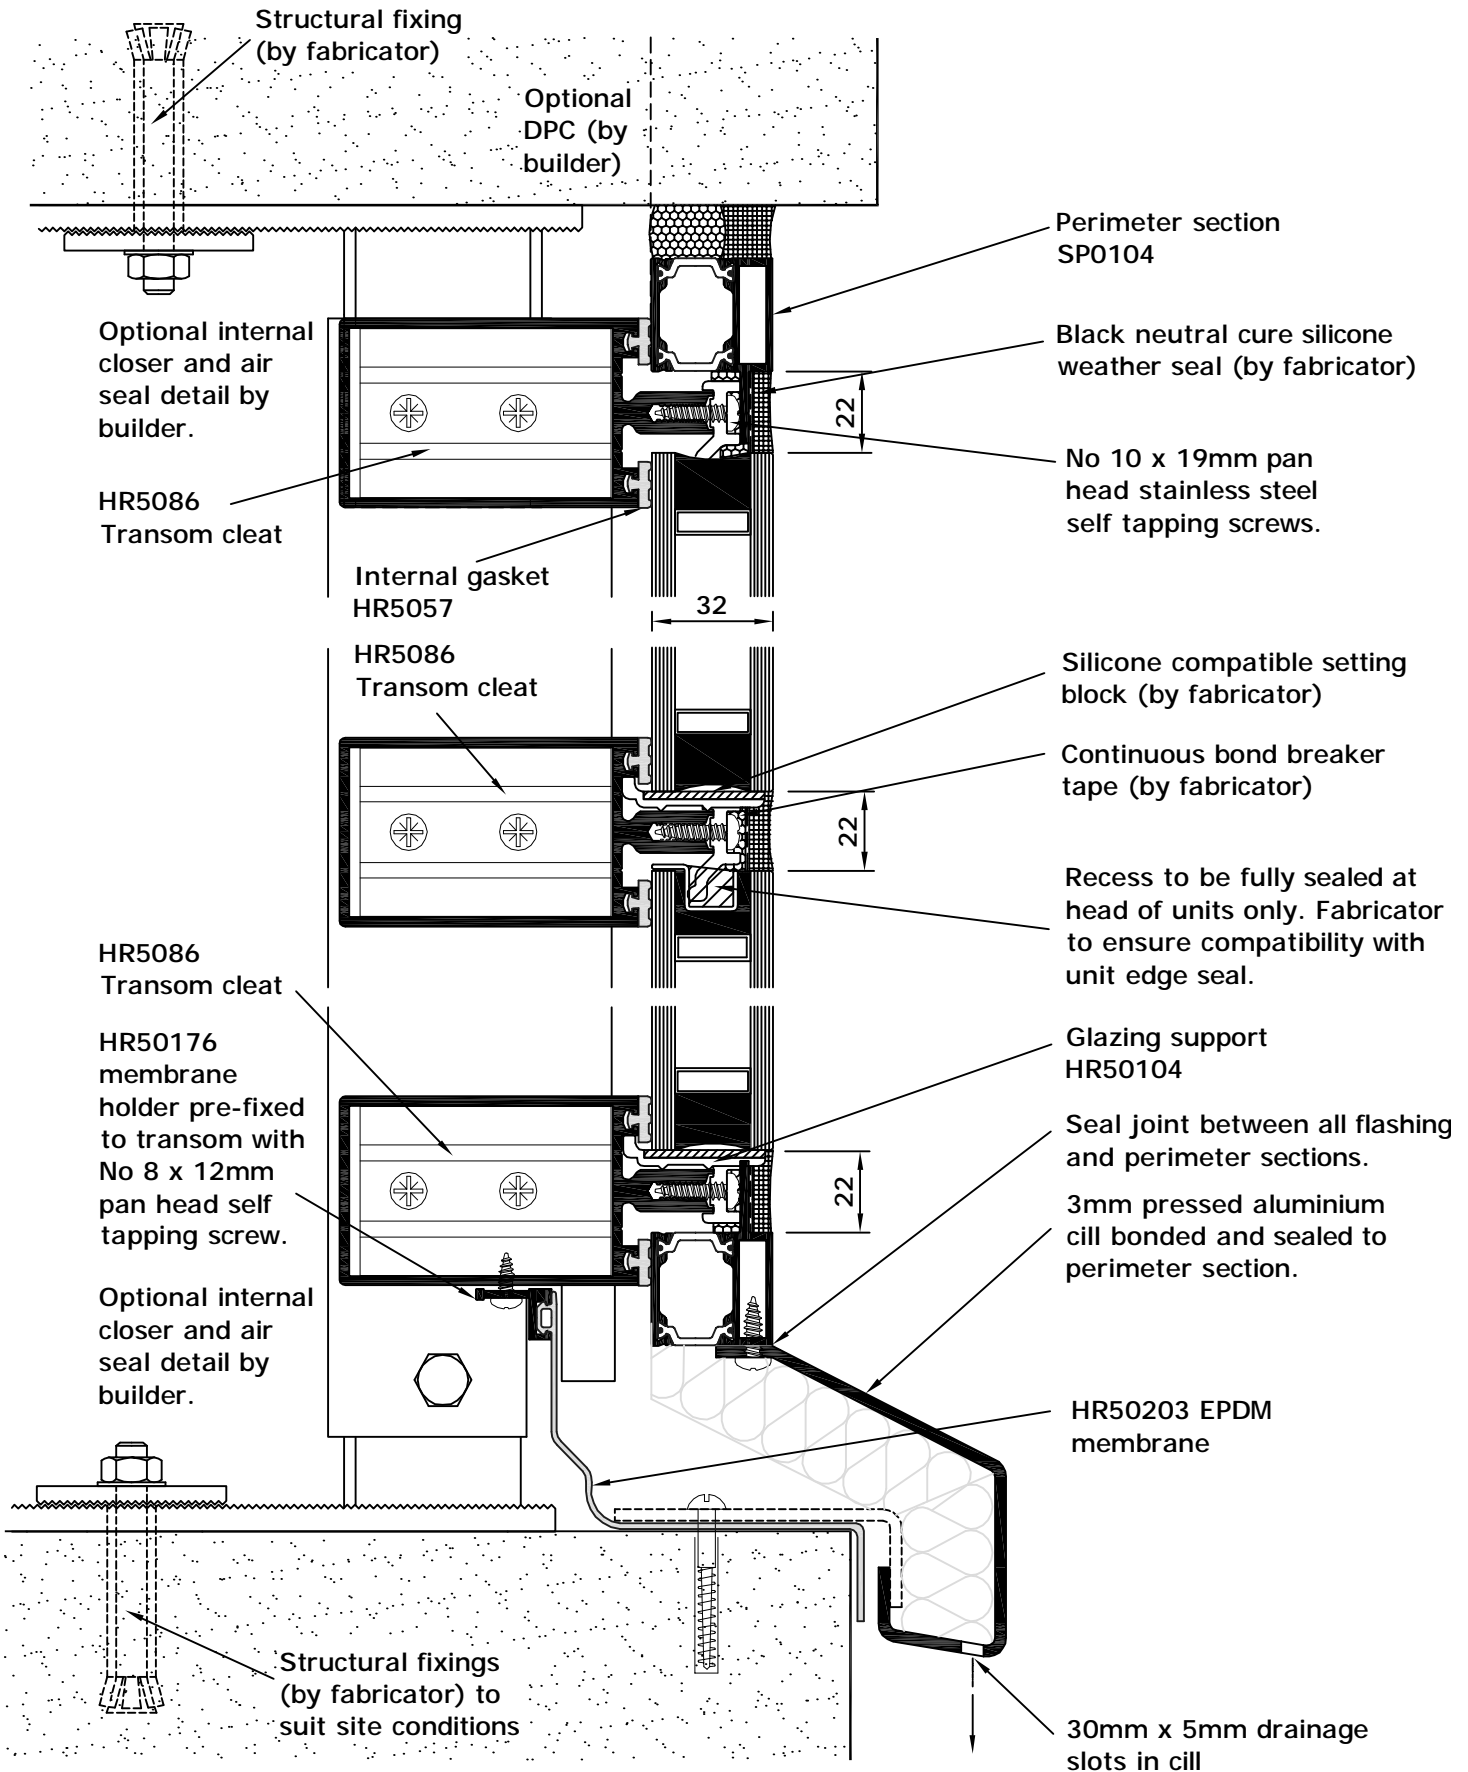 Structural fixing
(by fabricator)
Optional
DPC (by
builder)
Perimeter section
SP0104
Optional internal
closer and air
seal detail by
builder.
Black neutral cure silicone
weather seal (by fabricator)
22
No 10 x 19mm pan
head stainless steel
self tapping screws.
HR5086
Transom cleat
Internal gasket
HR5057
32
HR5086
Transom cleat
Silicone compatible setting
block (by fabricator)
Continuous bond breaker
tape (by fabricator)
22
Recess to be fully sealed at
head of units only. Fabricator
to ensure compatibility with
unit edge seal.
HR5086
Transom cleat
HR50176
membrane
holder pre-fixed
to transom with
No 8 x 12mm
pan head self
tapping screw.
Glazing support
HR50104
Seal joint between all flashing
and perimeter sections.
22
3mm pressed aluminium
cill bonded and sealed to
perimeter section.
Optional internal
closer and air
seal detail by
builder.
HR50203 EPDM
membrane
Structural fixings
(by fabricator) to
suit site conditions
30mm x 5mm drainage
slots in cill